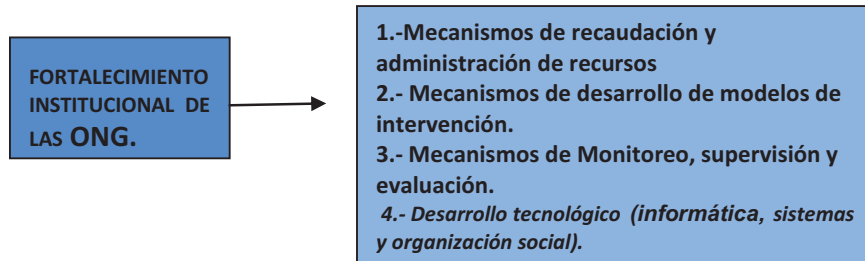 FORTALECIMIENTO
INSTITUCIONAL DE
LAS ONG.
1.-Mecanismos de recaudación y
administración de recursos
2.- Mecanismos de desarrollo de modelos de
intervención.
3.- Mecanismos de Monitoreo, supervisión y
evaluación.
4.- Desarrollo tecnológico (informática, sistemas
y organización social).